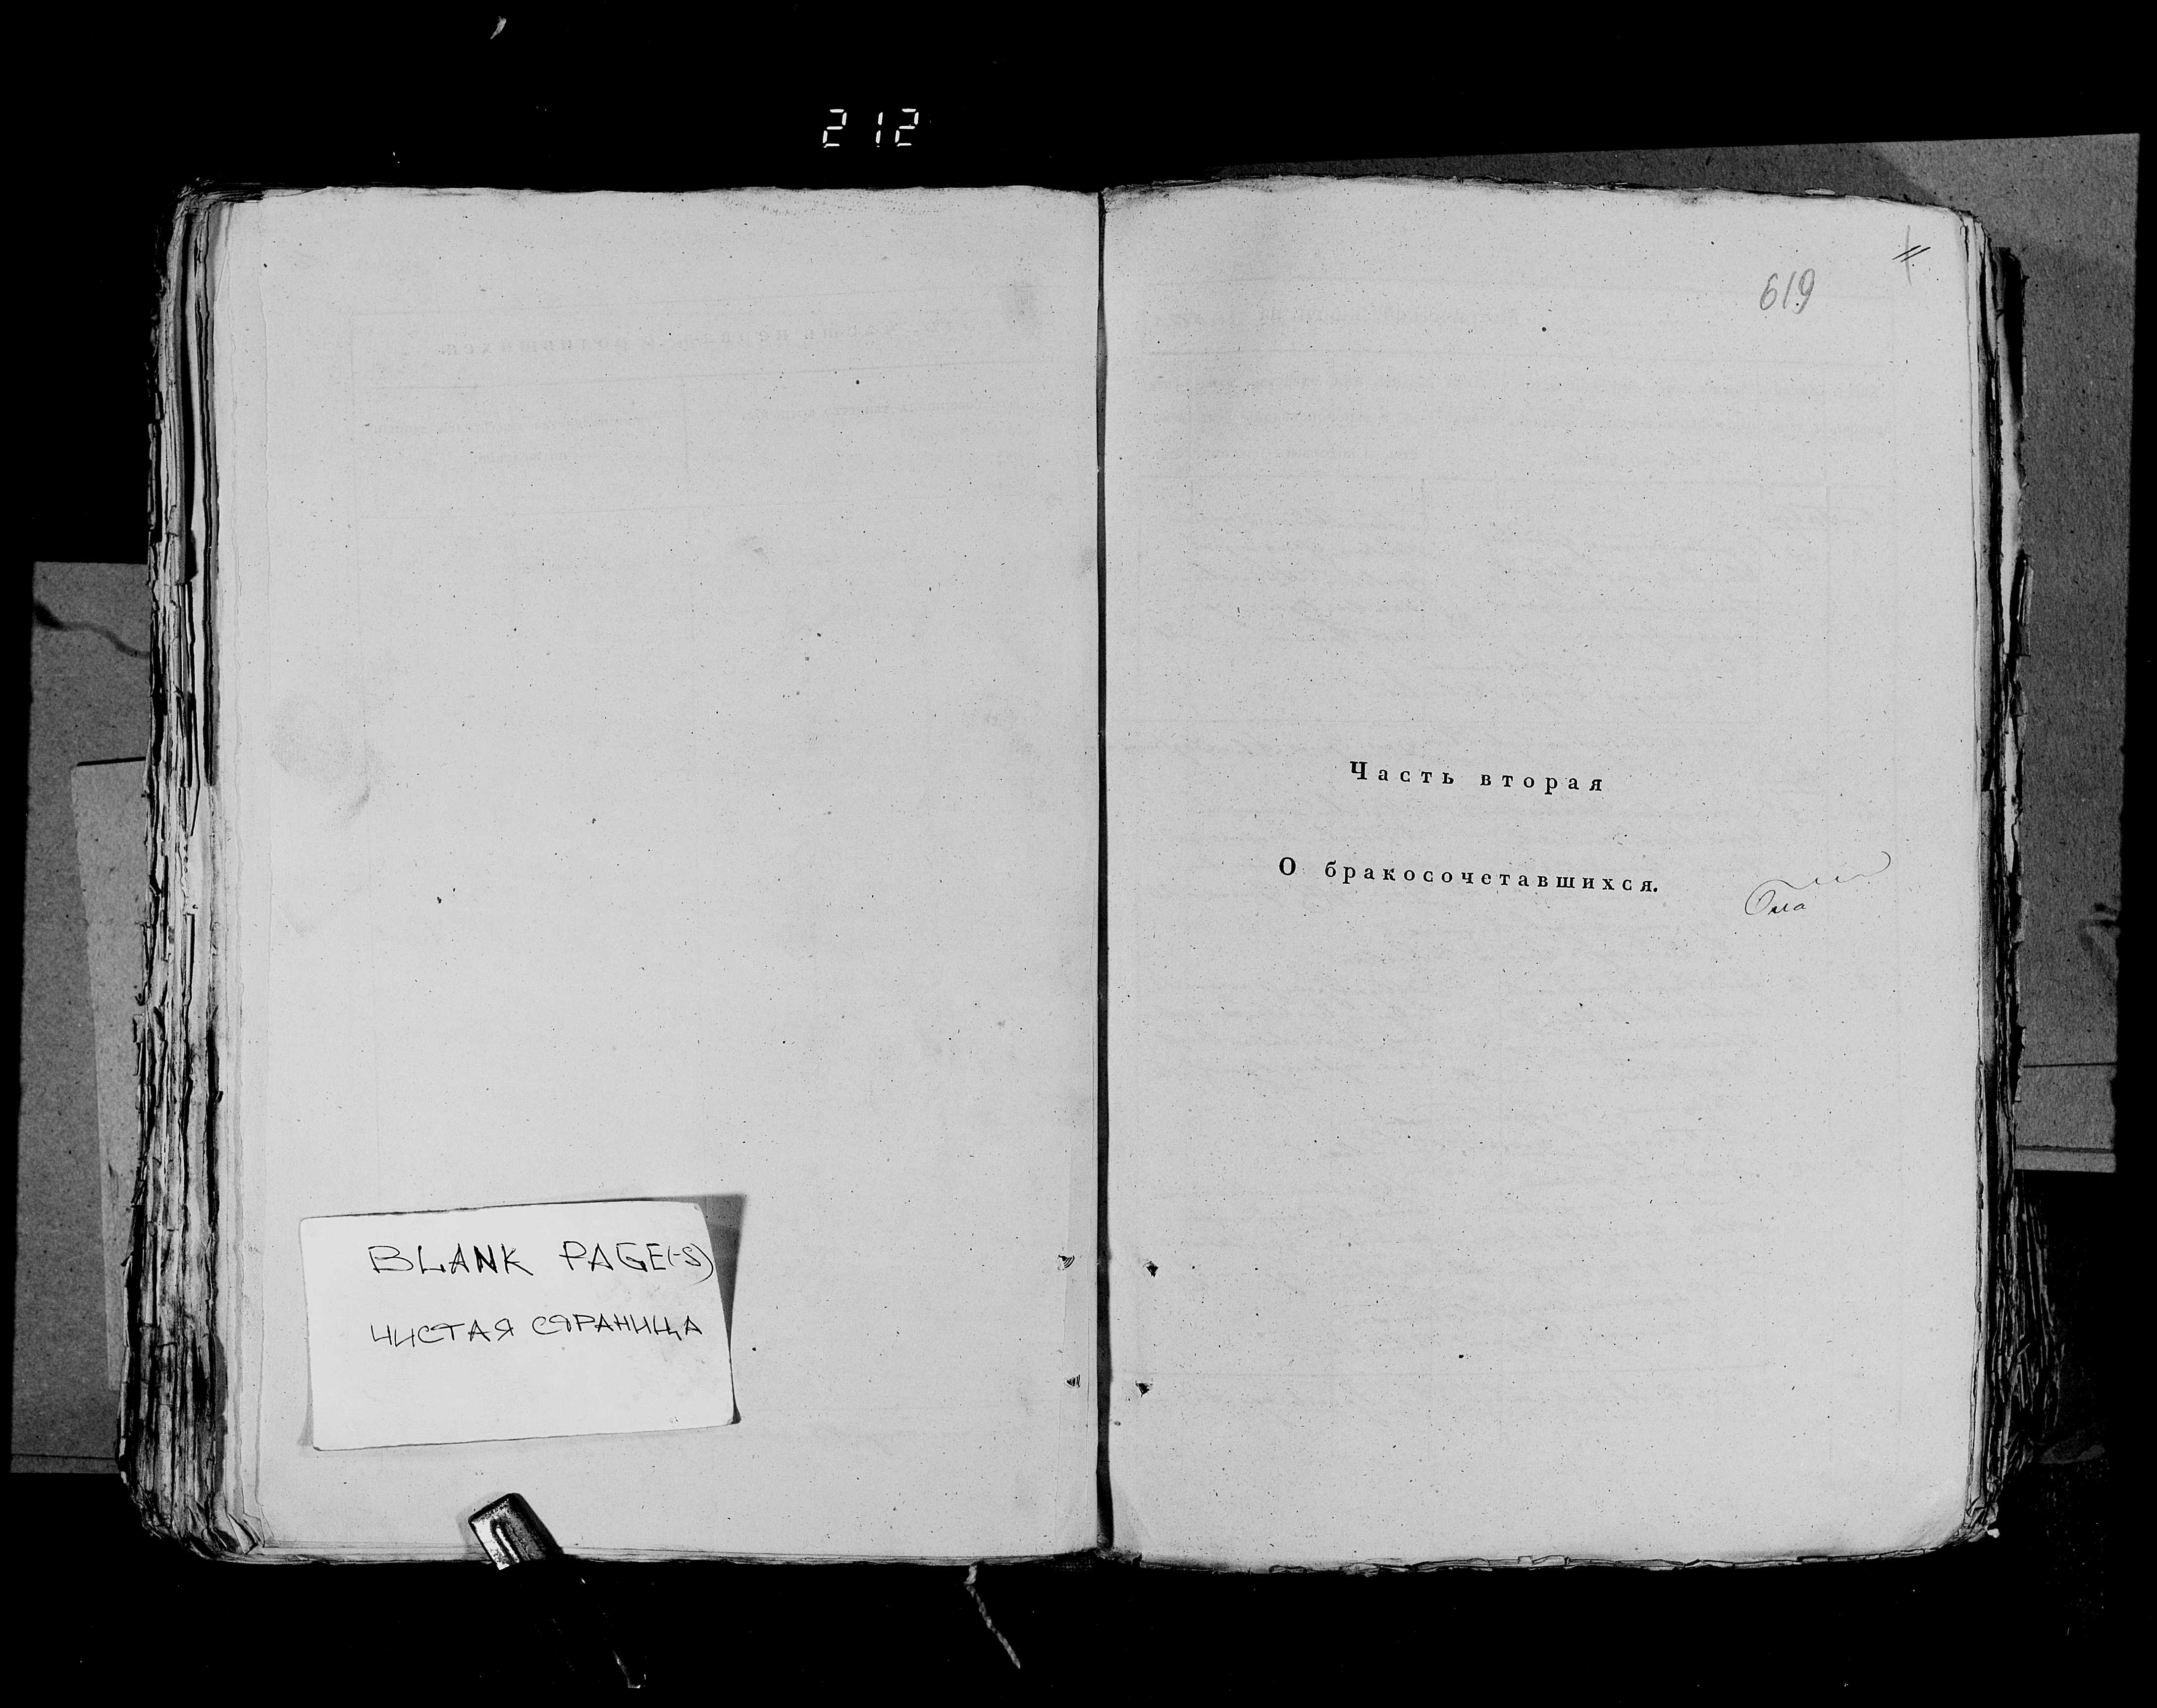 212
BLANK PAGE(-S)
ЧИСТАЯ СТРАНИЦА
619
Часть вторая
О бракосочетавшихся.